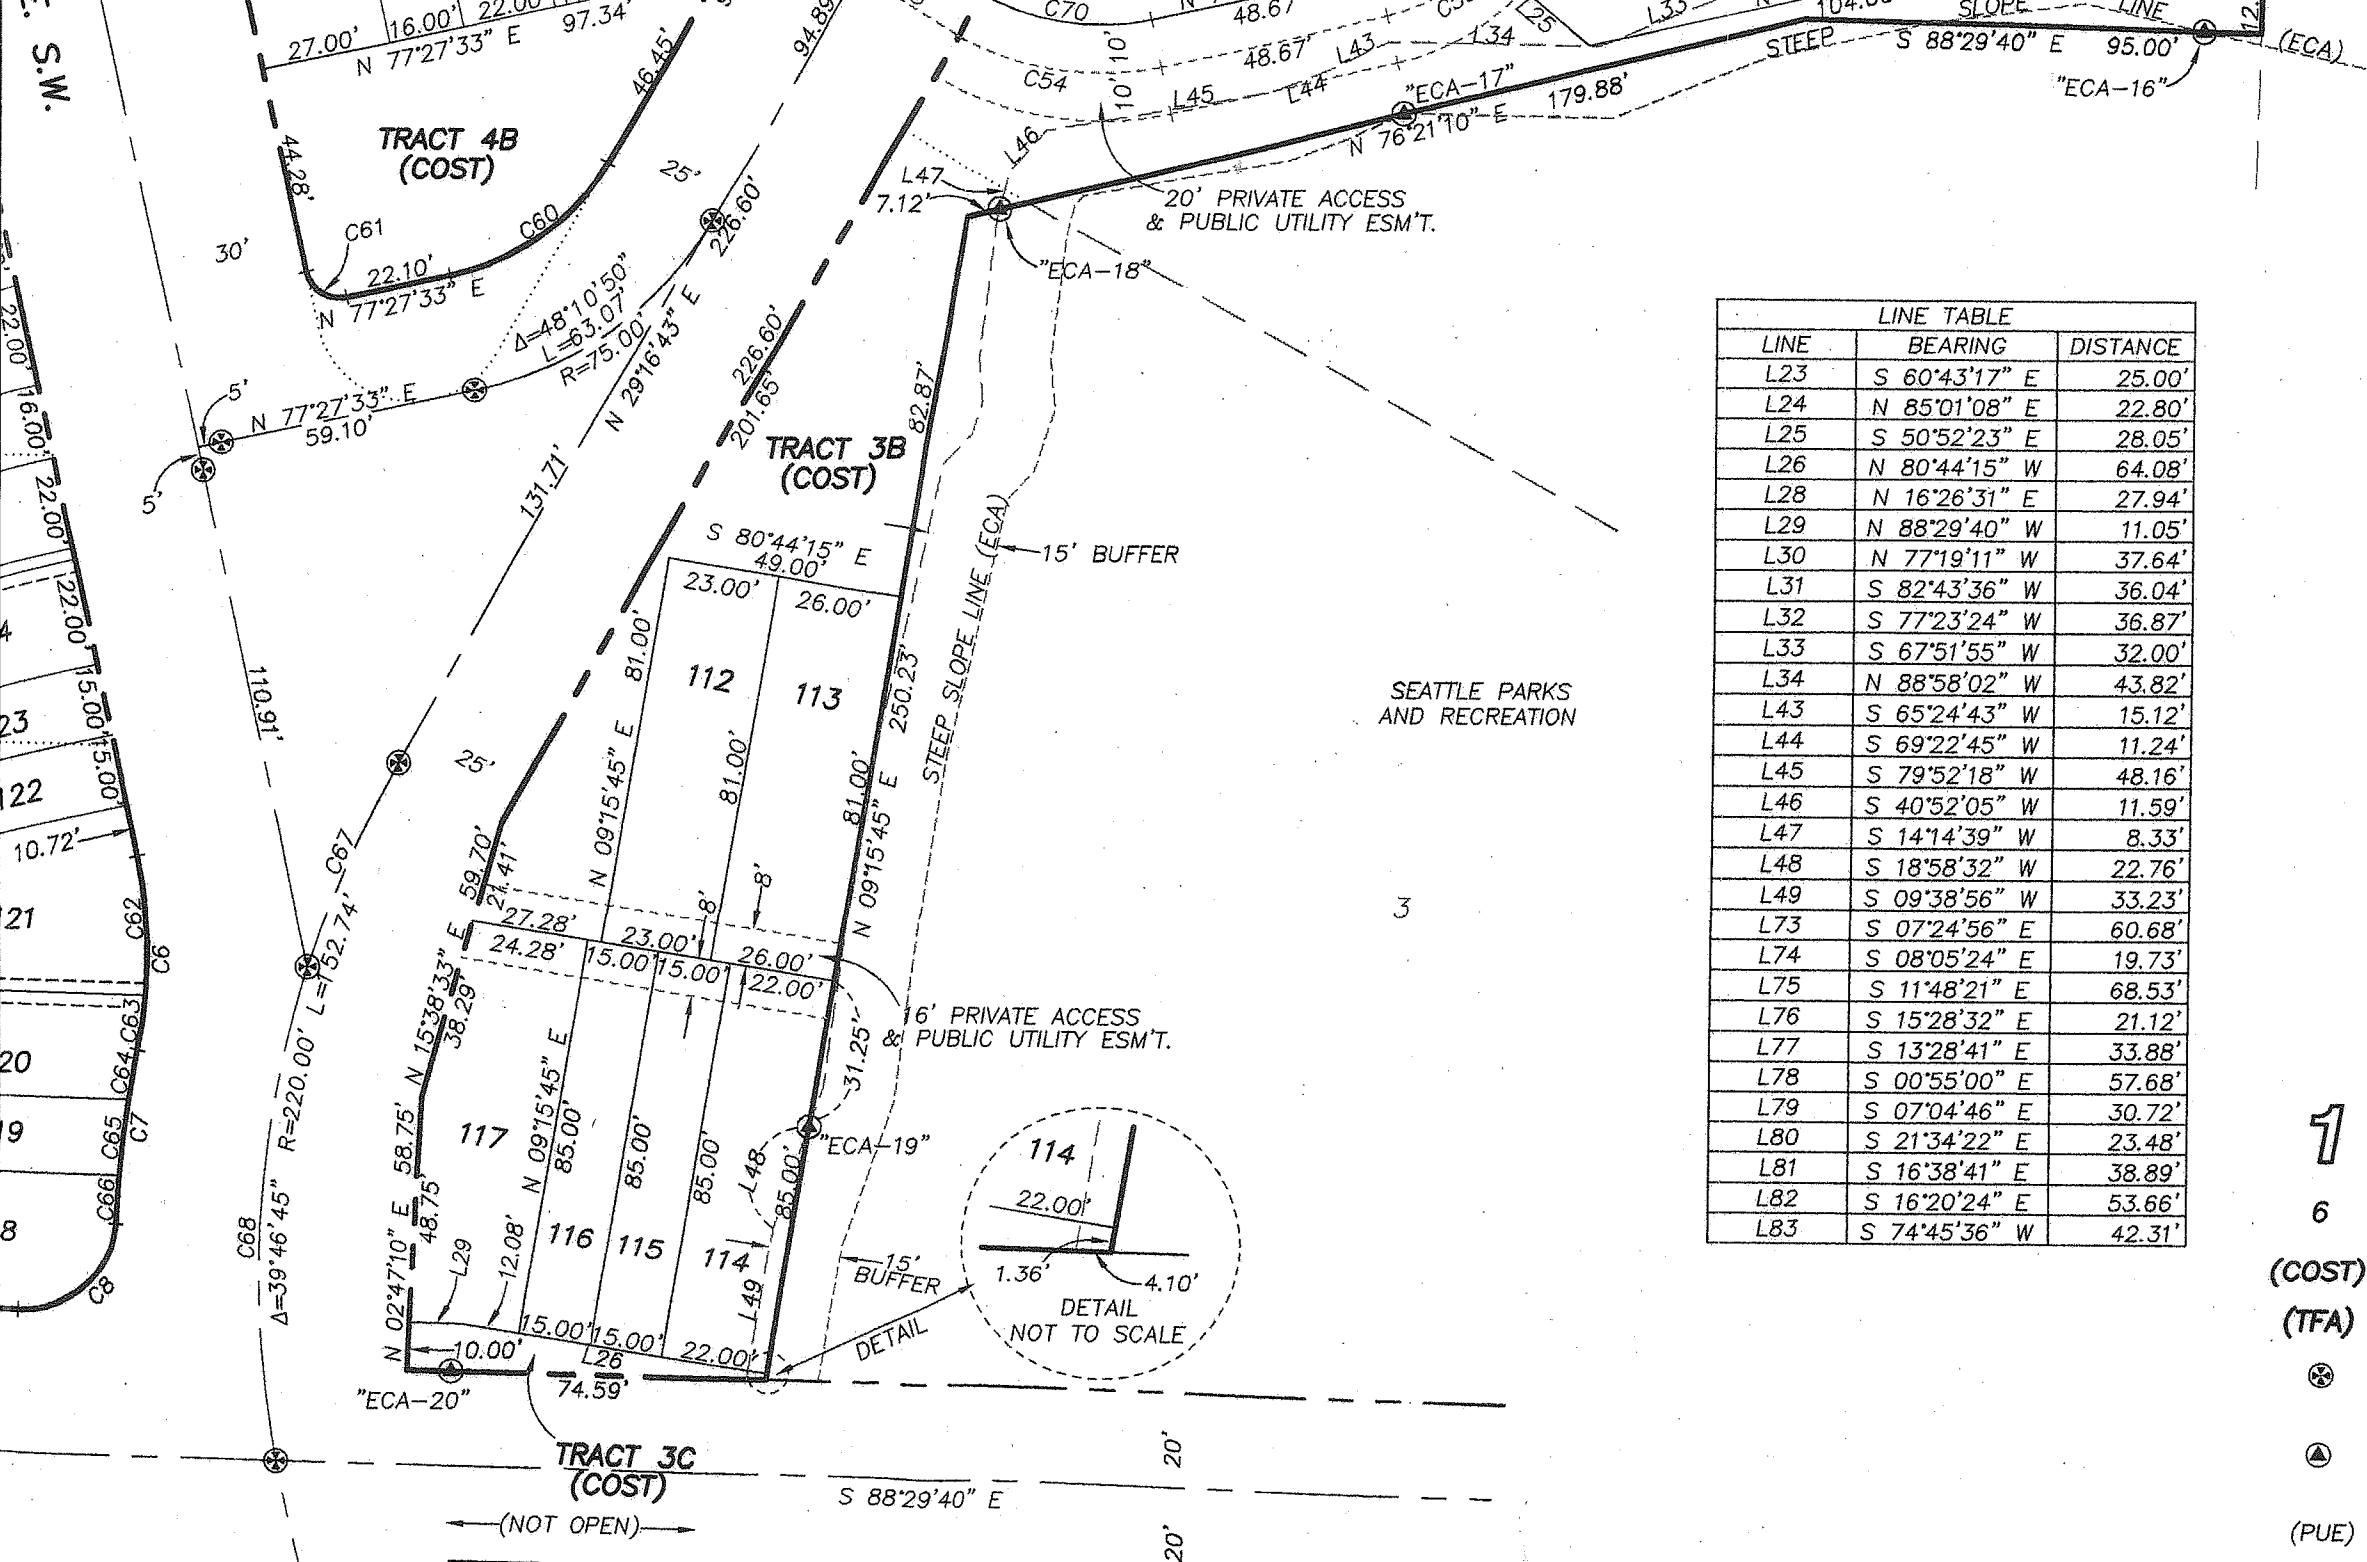 E. S.W.
27.00'
16.00'
22.00'
97.34'
N 77°27'33" E
46.45'
94.89'
C70
48.67'
10'
10'
C54
48.67'
L43
L34
L25
L33
L45
L44
L46
STEEP
SLOPE
LINE
(ECA)
S 88°29'40" E
95.00'
"ECA-16"
"ECA-17"
179.88'
N 76°21'10" E
L47
7.12'
20' PRIVATE ACCESS
& PUBLIC UTILITY ESM'T.
"ECA-18"
TRACT 4B
(COST)
44.28'
25'
C60
C61
30'
22.10'
N 77°27'33" E
226.60'
Δ=48°10'50"
L=63.07'
R=75.00'
N 29°16'43" E
226.60'
201.65'
5'
N 77°27'33" E
59.10'
5'
82.87'
TRACT 3B
(COST)
131.71'
S 80°44'15" E
49.00'
23.00'
26.00'
15' BUFFER
STEEP SLOPE LINE (ECA)
22.00'
16.00'
22.00'
22.00'
15.00'
15.00'
110.91'
81.00'
112
113
250.23'
N 09°15'45" E
81.00'
81.00'
N 09°15'45" E
SEATTLE PARKS
AND RECREATION
3
23
122
10.72'
121
C62
C6
C63
C64
20
C65
C7
19
C66
8
C8
25'
C67
Δ=39°46'45" R=220.00' L=152.74'
C68
59.70'
21.41'
8'
8'
27.28'
23.00'
26.00'
24.28'
15.00'
15.00'
22.00'
N 15°38'33" E
38.29'
16' PRIVATE ACCESS
& PUBLIC UTILITY ESM'T.
31.25'
117
N 09°15'45" E
85.00'
85.00'
85.00'
85.00'
"ECA-19"
L48
58.75'
48.75'
N 02°47'10" E
L29
12.08'
116
115
114
L49
15'
BUFFER
15.00'
15.00'
22.00'
10.00'
L26
74.59'
"ECA-20"
DETAIL
114
22.00'
1.36'
4.10'
DETAIL
NOT TO SCALE
TRACT 3C
(COST)
S 88°29'40" E
20'
20'
(NOT OPEN)
LINE TABLE
LINE BEARING DISTANCE
L23 S 60°43'17" E 25.00'
L24 N 85°01'08" E 22.80'
L25 S 50°52'23" E 28.05'
L26 N 80°44'15" W 64.08'
L28 N 16°26'31" E 27.94'
L29 N 88°29'40" W 11.05'
L30 N 77°19'11" W 37.64'
L31 S 82°43'36" W 36.04'
L32 S 77°23'24" W 36.87'
L33 S 67°51'55" W 32.00'
L34 N 88°58'02" W 43.82'
L43 S 65°24'43" W 15.12'
L44 S 69°22'45" W 11.24'
L45 S 79°52'18" W 48.16'
L46 S 40°52'05" W 11.59'
L47 S 14°14'39" W 8.33'
L48 S 18°58'32" W 22.76'
L49 S 09°38'56" W 33.23'
L73 S 07°24'56" E 60.68'
L74 S 08°05'24" E 19.73'
L75 S 11°48'21" E 68.53'
L76 S 15°28'32" E 21.12'
L77 S 13°28'41" E 33.88'
L78 S 00°55'00" E 57.68'
L79 S 07°04'46" E 30.72'
L80 S 21°34'22" E 23.48'
L81 S 16°38'41" E 38.89'
L82 S 16°20'24" E 53.66'
L83 S 74°45'36" W 42.31'
1
6
(COST)
(TFA)
(PUE)